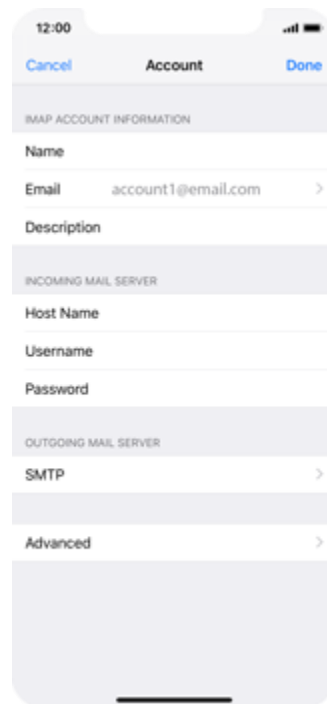 12:00
Cancel Account Done
IMAP ACCOUNT INFORMATION
Name
Email account1@email.com
Description
INCOMING MAIL SERVER
Host Name
Username
Password
OUTGOING MAIL SERVER
SMTP
Advanced